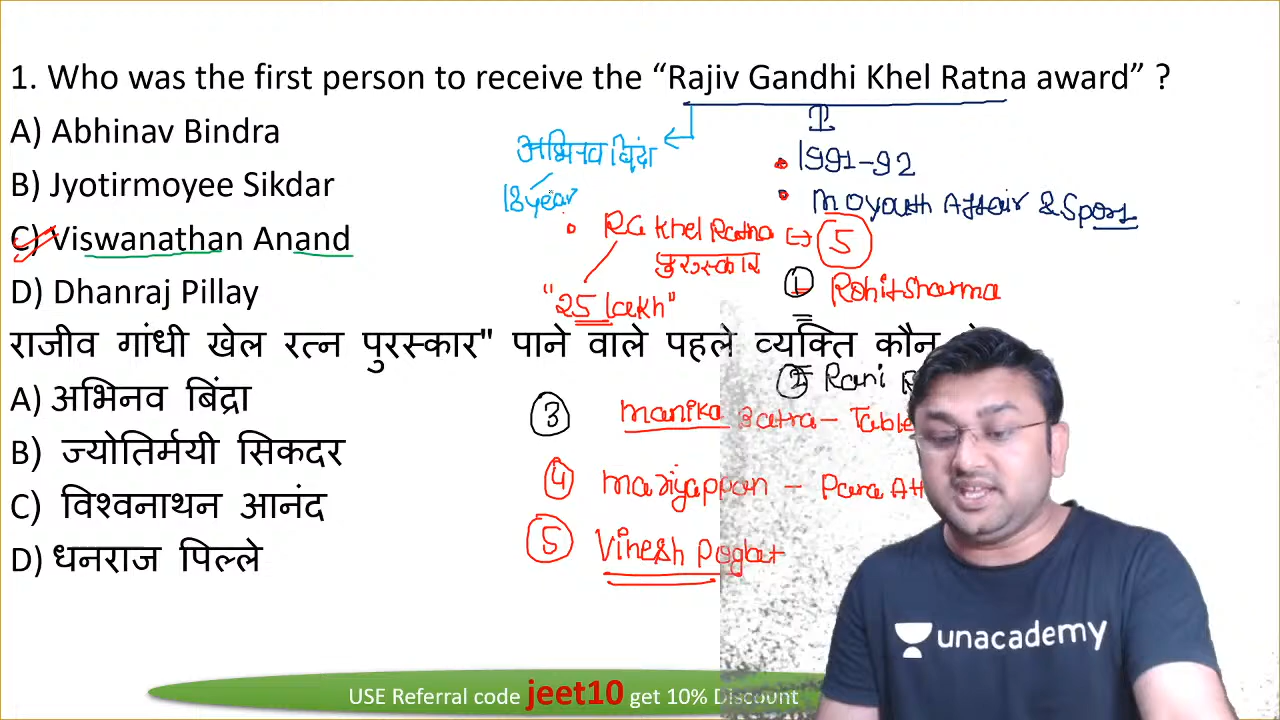 1. Who was the first person to receive the “Rajiv Gandhi Khel Ratna award” ?
A) Abhinav Bindra
B) Jyotirmoyee Sikdar
C) Viswanathan Anand
D) Dhanraj Pillay
राजीव गांधी खेल रत्न पुरस्कार" पाने वाले पहले व्यक्ति कौन
A) अभिनव बिंद्रा
B) ज्योतिर्मयी सिकदर
C) विश्वनाथन आनंद
D) धनराज पिल्ले
अभिनव बिंद्रा
18 year
1991-92
Mo youth Affair & Sport
RG Khel Ratna 5
पुरस्कार
"25 lakh"
1 Rohit sharma
Rani
3 manika Batra - Table
4 mariyappan - Para
5 Vinesh Pogbat
unacademy
USE Referral code jeet10 get 10% Discount